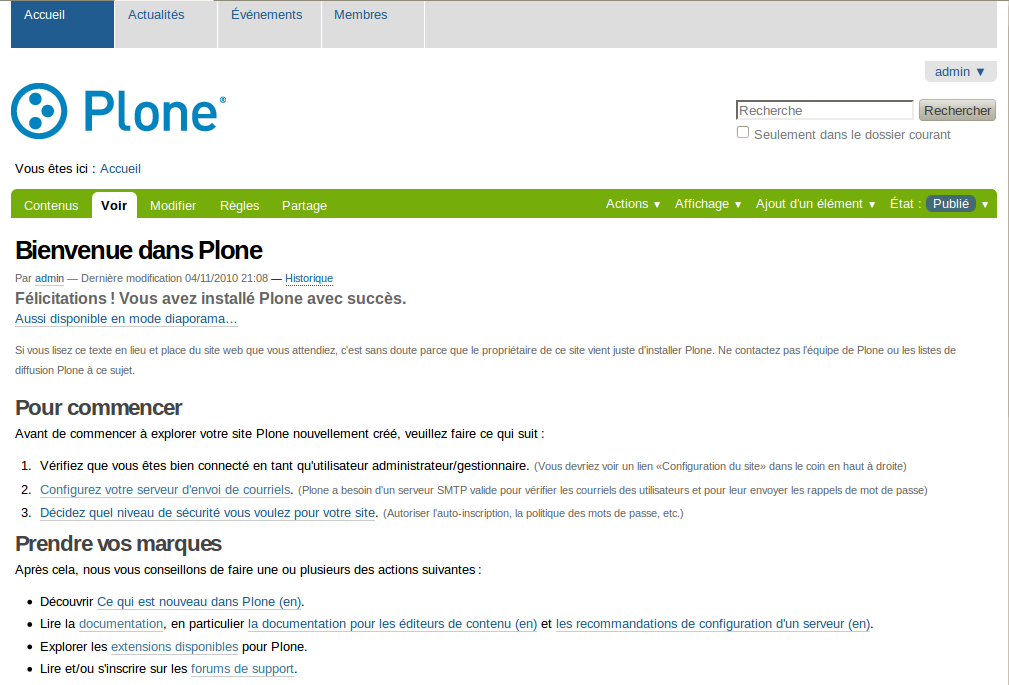 Accueil Actualités Événements Membres
admin ▼
Plone®
Recherche Rechercher
Seulement dans le dossier courant
Vous êtes ici : Accueil
Contenus Voir Modifier Règles Partage Actions ▼ Affichage ▼ Ajout d'un élément ▼ État : Publié ▼
Bienvenue dans Plone
Par admin — Dernière modification 04/11/2010 21:08 — Historique
Félicitations ! Vous avez installé Plone avec succès.
Aussi disponible en mode diaporama…
Si vous lisez ce texte en lieu et place du site web que vous attendiez, c'est sans doute parce que le propriétaire de ce site vient juste d'installer Plone. Ne contactez pas l'équipe de Plone ou les listes de
diffusion Plone à ce sujet.
Pour commencer
Avant de commencer à explorer votre site Plone nouvellement créé, veuillez faire ce qui suit :
1. Vérifiez que vous êtes bien connecté en tant qu'utilisateur administrateur/gestionnaire. (Vous devriez voir un lien «Configuration du site» dans le coin en haut à droite)
2. Configurez votre serveur d'envoi de courriels. (Plone a besoin d'un serveur SMTP valide pour vérifier les courriels des utilisateurs et pour leur envoyer les rappels de mot de passe)
3. Décidez quel niveau de sécurité vous voulez pour votre site. (Autoriser l'auto-inscription, la politique des mots de passe, etc.)
Prendre vos marques
Après cela, nous vous conseillons de faire une ou plusieurs des actions suivantes :
• Découvrir Ce qui est nouveau dans Plone (en).
• Lire la documentation, en particulier la documentation pour les éditeurs de contenu (en) et les recommandations de configuration d'un serveur (en).
• Explorer les extensions disponibles pour Plone.
• Lire et/ou s'inscrire sur les forums de support.